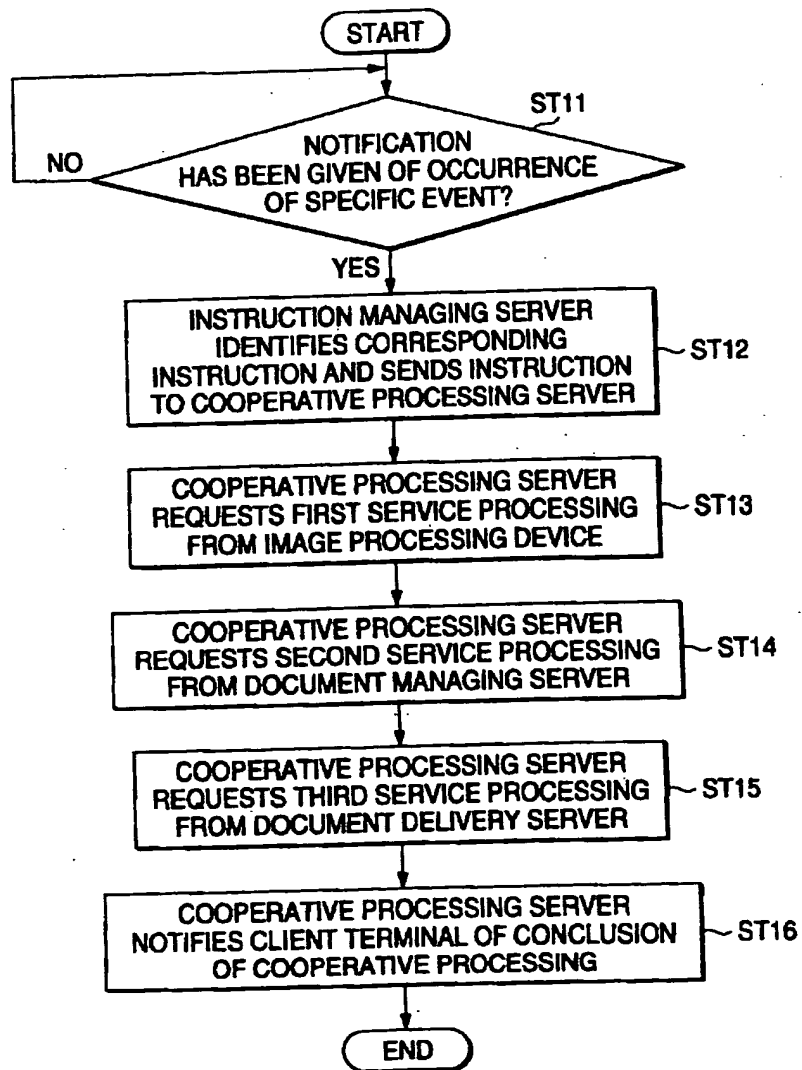 START
ST11
NOTIFICATION
HAS BEEN GIVEN OF OCCURRENCE
OF SPECIFIC EVENT?
NO
YES
INSTRUCTION MANAGING SERVER
IDENTIFIES CORRESPONDING
INSTRUCTION AND SENDS INSTRUCTION
TO COOPERATIVE PROCESSING SERVER
ST12
COOPERATIVE PROCESSING SERVER
REQUESTS FIRST SERVICE PROCESSING
FROM IMAGE PROCESSING DEVICE
ST13
COOPERATIVE PROCESSING SERVER
REQUESTS SECOND SERVICE PROCESSING
FROM DOCUMENT MANAGING SERVER
ST14
COOPERATIVE PROCESSING SERVER
REQUESTS THIRD SERVICE PROCESSING
FROM DOCUMENT DELIVERY SERVER
ST15
COOPERATIVE PROCESSING SERVER
NOTIFIES CLIENT TERMINAL OF CONCLUSION
OF COOPERATIVE PROCESSING
ST16
END